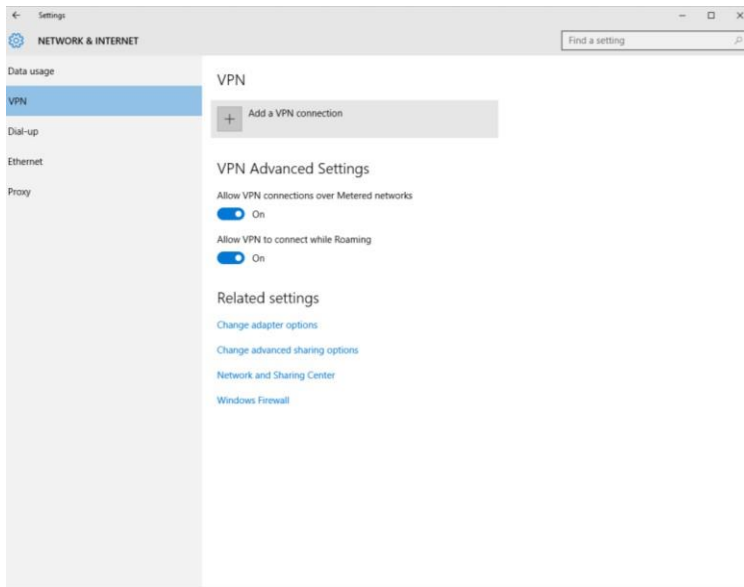 Settings
NETWORK & INTERNET
Find a setting
Data usage
VPN
Dial-up
Ethernet
Proxy
VPN
Add a VPN connection
VPN Advanced Settings
Allow VPN connections over Metered networks
On
Allow VPN to connect while Roaming
On
Related settings
Change adapter options
Change advanced sharing options
Network and Sharing Center
Windows Firewall